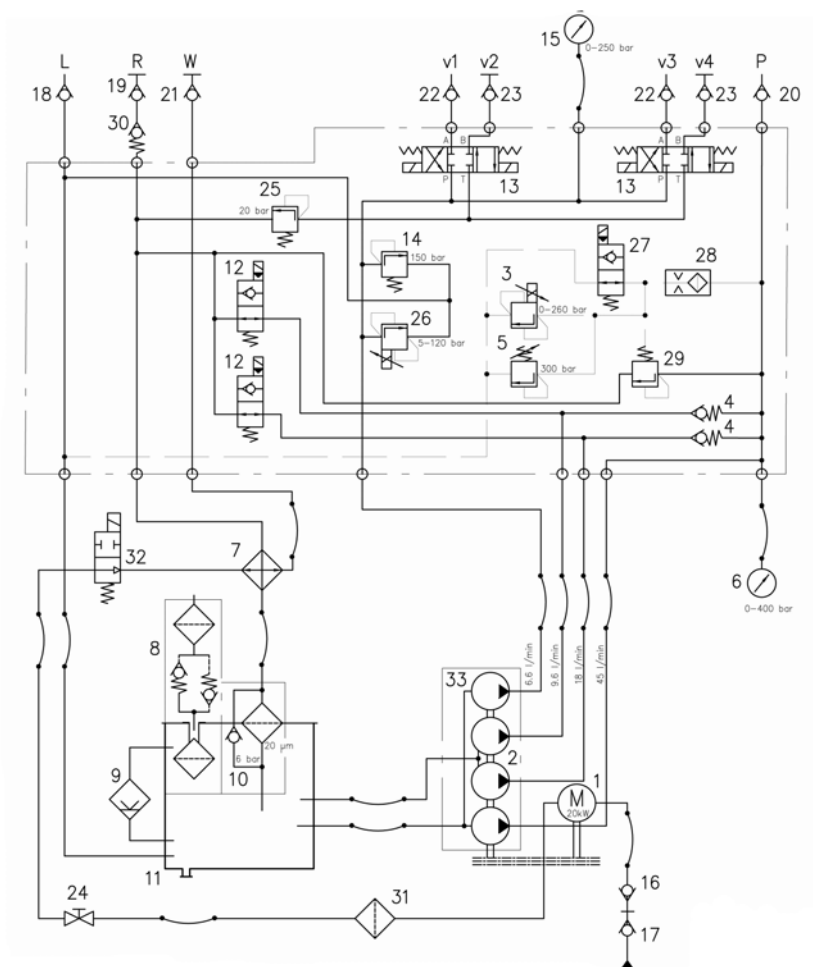 15
0-250 bar
L R W v1 v2 v3 v4 P
18 19 21 22 23 22 23 20
30
A B A B
P T P T
13 13
25
20 bar
14
150 bar
27
28
12
3
0-260 bar
26
5-120 bar
5
300 bar
29
12
4
4
32
7
6
0-400 bar
8
6.6 l/min
9.6 l/min
18 l/min
45 l/min
33
2
20 µm
6 bar
9
10
1
M
20kW
11
24
31
16
17